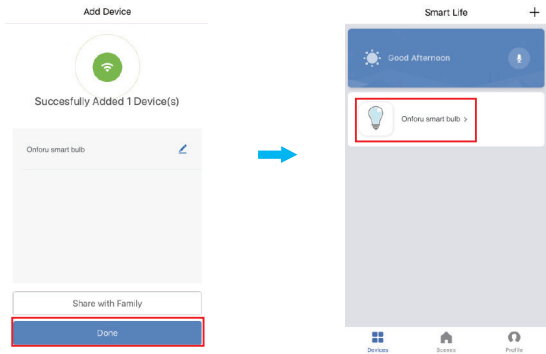 Add Device
Succesfully Added 1 Device(s)
Onforu smart bulb
Share with Family
Done
Smart Life
+
Good Afternoon
Onforu smart bulb >
Devices
Scenes
Profile